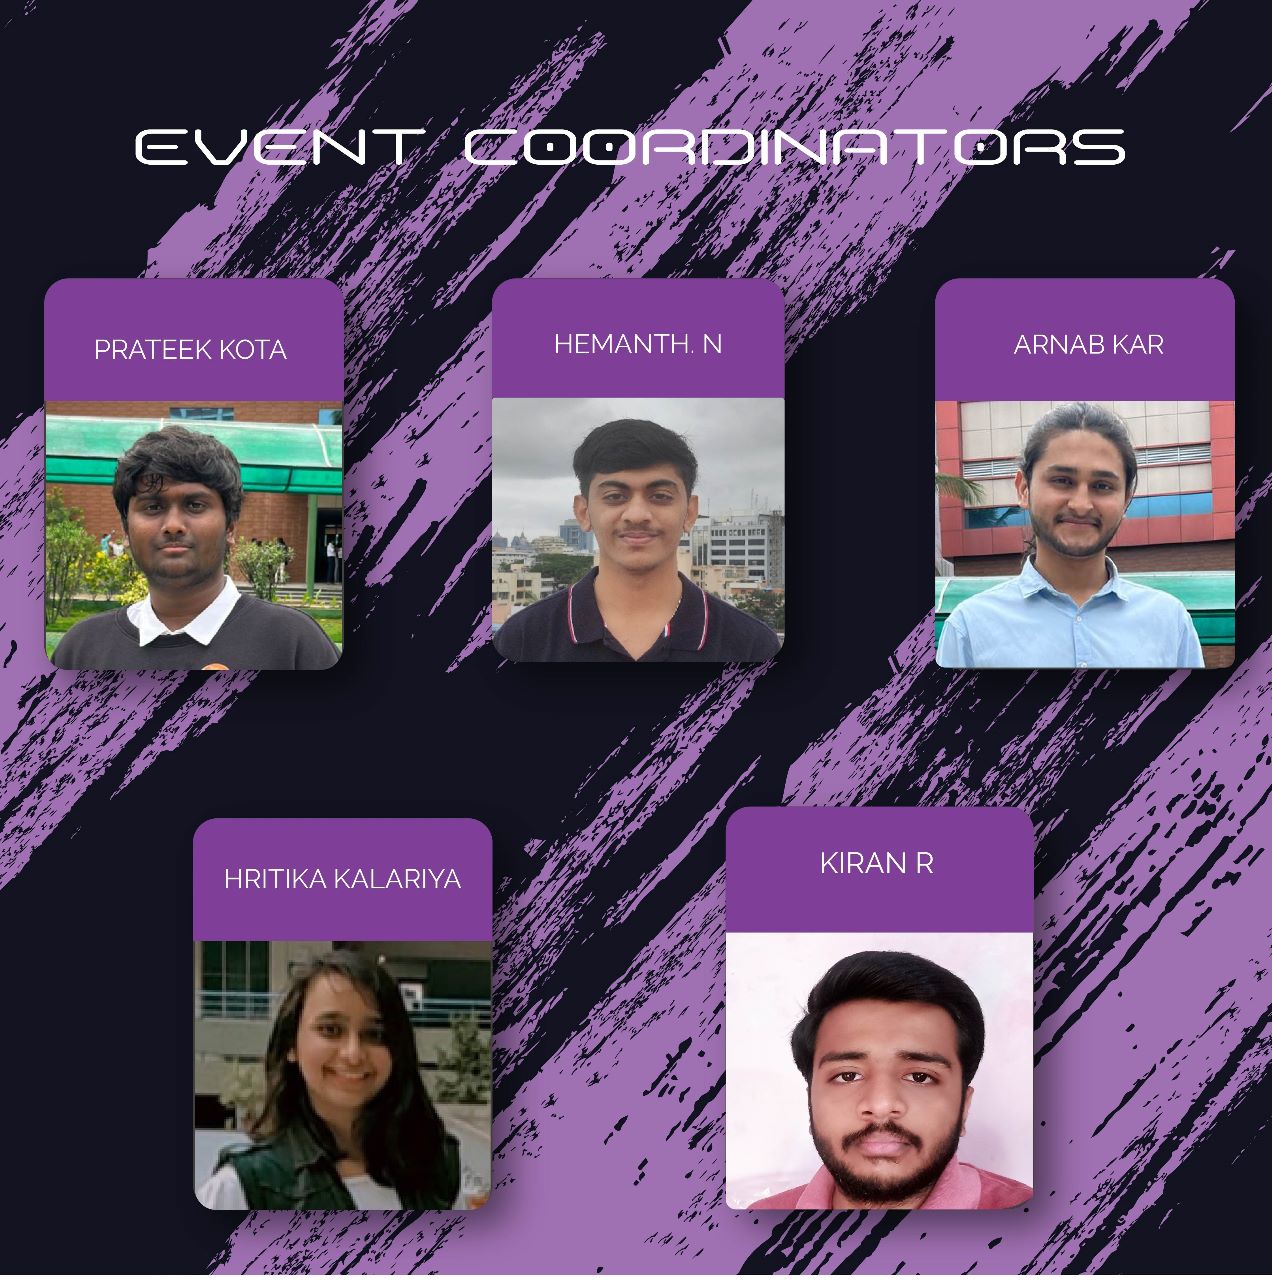 EVENT COORDINATORS
PRATEEK KOTA
HEMANTH. N
ARNAB KAR
HRITIKA KALARIYA
KIRAN R